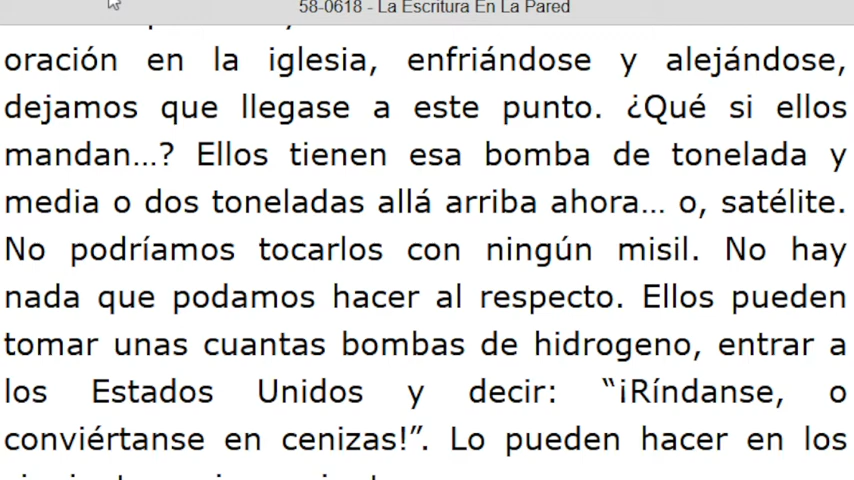 58-0618 - La Escritura En La Pared
oración en la iglesia, enfriándose y alejándose,
dejamos que llegase a este punto. ¿Qué si ellos
mandan…? Ellos tienen esa bomba de tonelada y
media o dos toneladas allá arriba ahora… o, satélite.
No podríamos tocarlos con ningún misil. No hay
nada que podamos hacer al respecto. Ellos pueden
tomar unas cuantas bombas de hidrogeno, entrar a
los Estados Unidos y decir: “¡Ríndanse, o
conviértanse en cenizas!”. Lo pueden hacer en los